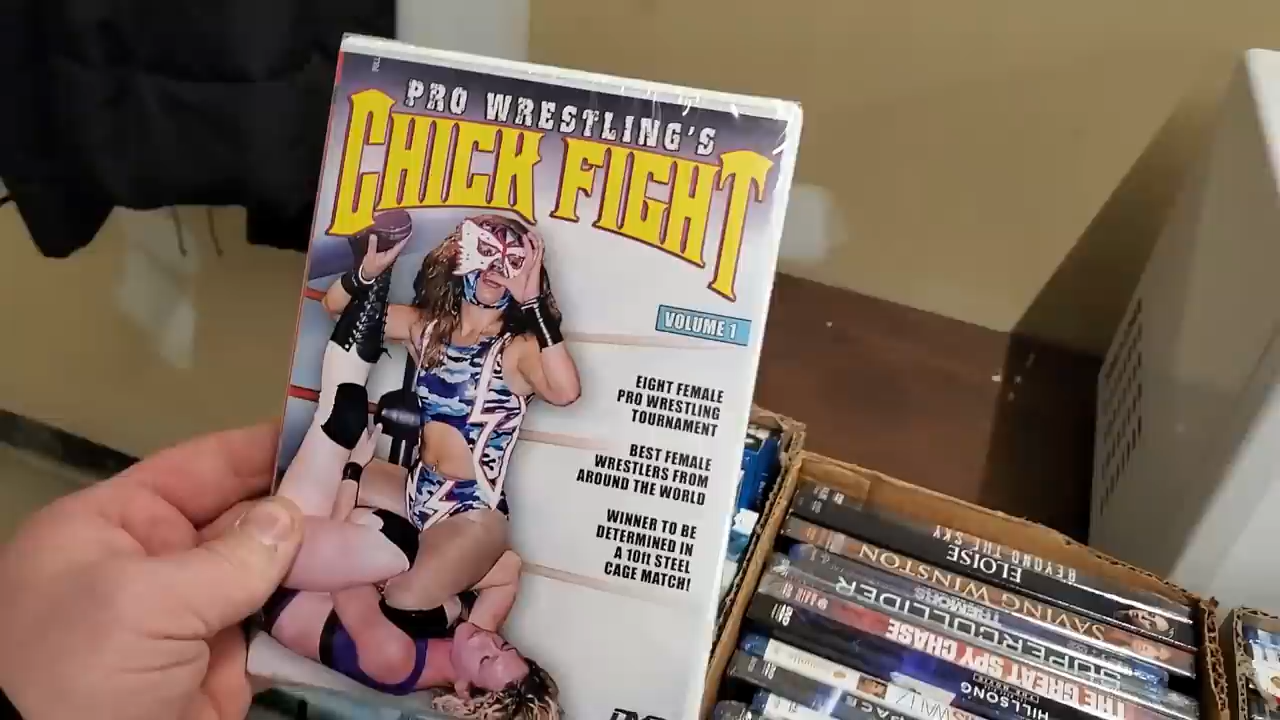 PRO WRESTLING'S
CHICK FIGHT
VOLUME 1
EIGHT FEMALE
PRO WRESTLING
TOURNAMENT
BEST FEMALE
WRESTLERS FROM
AROUND THE WORLD
WINNER TO BE
DETERMINED IN
A 10ft STEEL
CAGE MATCH!
BEYOND THE SKY
ELOISE
SAVING WINSTON
TREMORS
SUPERCOLLIDER
THE GREAT SPY CHASE
HILLSONG